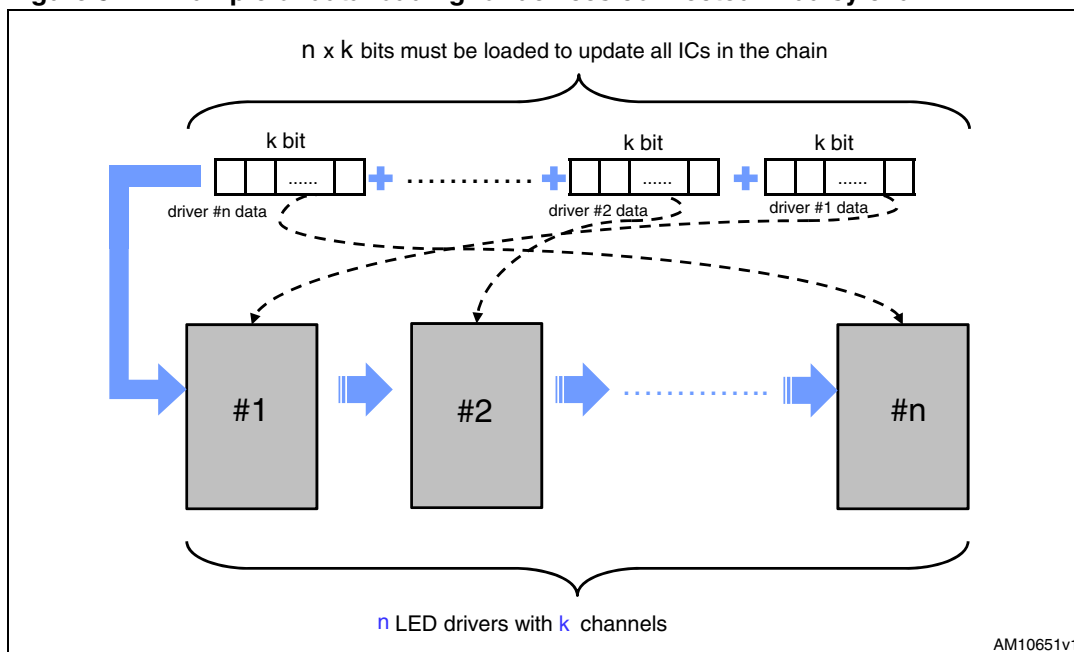 n x k bits must be loaded to update all ICs in the chain
k bit k bit k bit
...... + .............. + ...... + ......
driver #n data driver #2 data driver #1 data
#1 #2 ............... #n
n LED drivers with k channels
AM10651v1